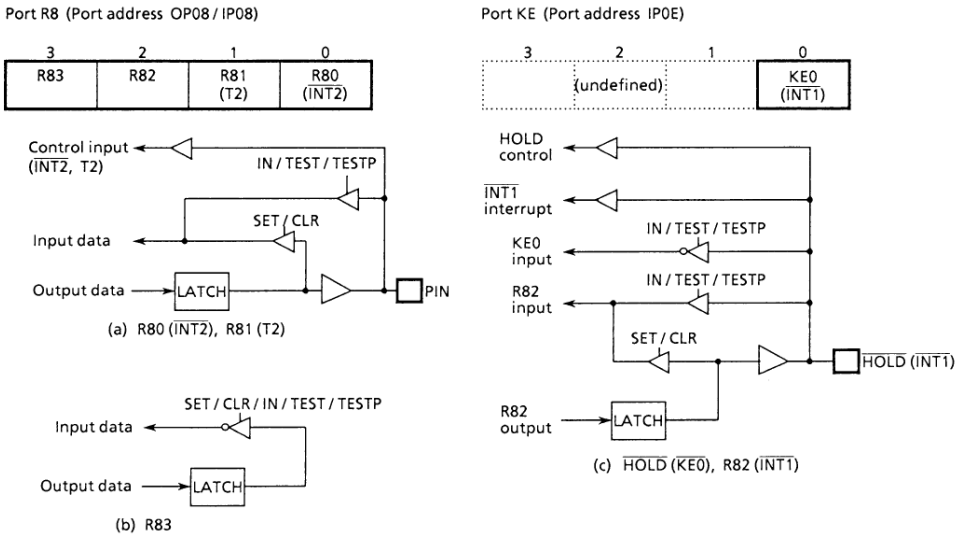 Port R8 (Port address OP08 / IP08)
3 2 1 0
R83 R82 R81 (T2) R80 (INT2)
Control input
(INT2, T2)
IN / TEST / TESTP
SET / CLR
Input data
Output data
LATCH
PIN
(a) R80 (INT2), R81 (T2)
SET / CLR / IN / TEST / TESTP
Input data
Output data
LATCH
(b) R83
Port KE (Port address IP0E)
3 2 1 0
(undefined)
KE0
(INT1)
HOLD
control
INT1
interrupt
IN / TEST / TESTP
KE0
input
IN / TEST / TESTP
R82
input
SET / CLR
HOLD (INT1)
R82
output
LATCH
(c) HOLD (KE0), R82 (INT1)